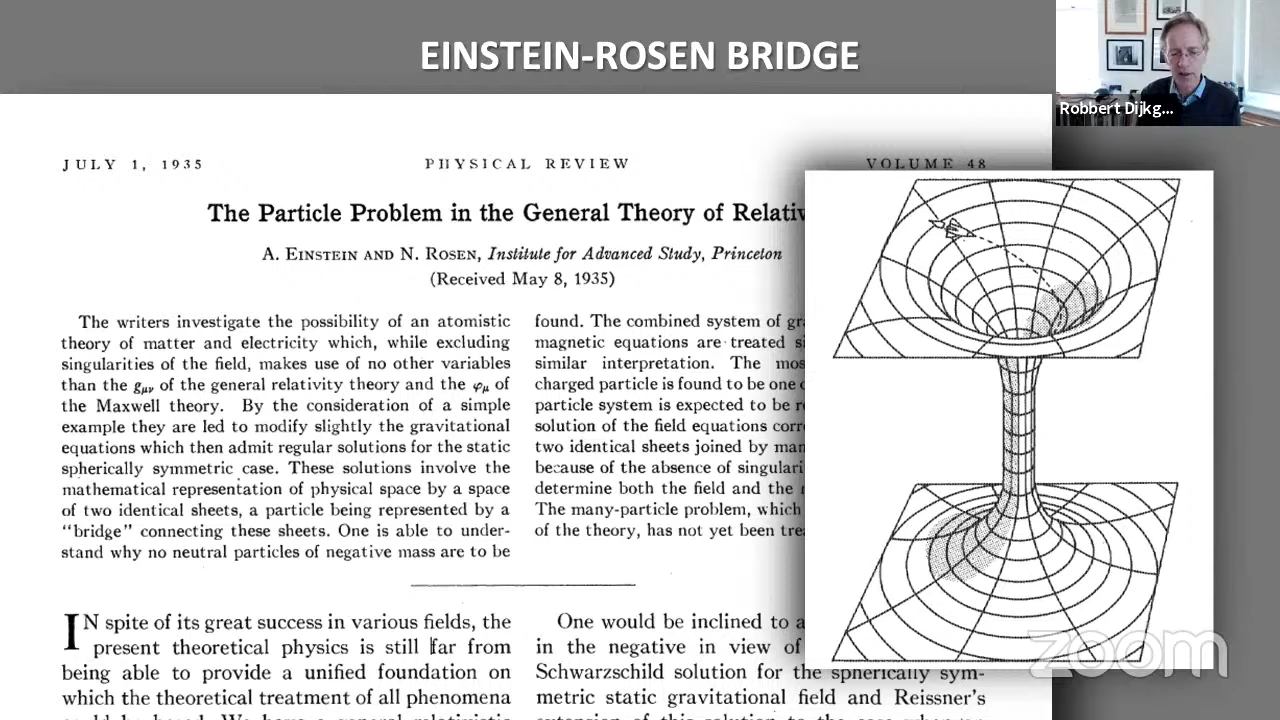 EINSTEIN-ROSEN BRIDGE
Robbert Dijkg...
JULY 1, 1935
PHYSICAL REVIEW
VOLUME 48
The Particle Problem in the General Theory of Relativ
A. EINSTEIN AND N. ROSEN, Institute for Advanced Study, Princeton
(Received May 8, 1935)
The writers investigate the possibility of an atomistic
theory of matter and electricity which, while excluding
singularities of the field, makes use of no other variables
than the gμν of the general relativity theory and the φμ of
the Maxwell theory. By the consideration of a simple
example they are led to modify slightly the gravitational
equations which then admit regular solutions for the static
spherically symmetric case. These solutions involve the
mathematical representation of physical space by a space
of two identical sheets, a particle being represented by a
“bridge” connecting these sheets. One is able to under-
stand why no neutral particles of negative mass are to be
found. The combined system of gr
magnetic equations are treated si
similar interpretation. The mos
charged particle is found to be one
particle system is expected to be r
solution of the field equations corr
two identical sheets joined by man
because of the absence of singulari
determine both the field and the
The many-particle problem, which
of the theory, has not yet been trea
IN spite of its great success in various fields, the
present theoretical physics is still far from
being able to provide a unified foundation on
which the theoretical treatment of all phenomena
One would be inclined to a
in the negative in view of
Schwarzschild solution for the spherically sym-
metric static gravitational field and Reissner's
zoom